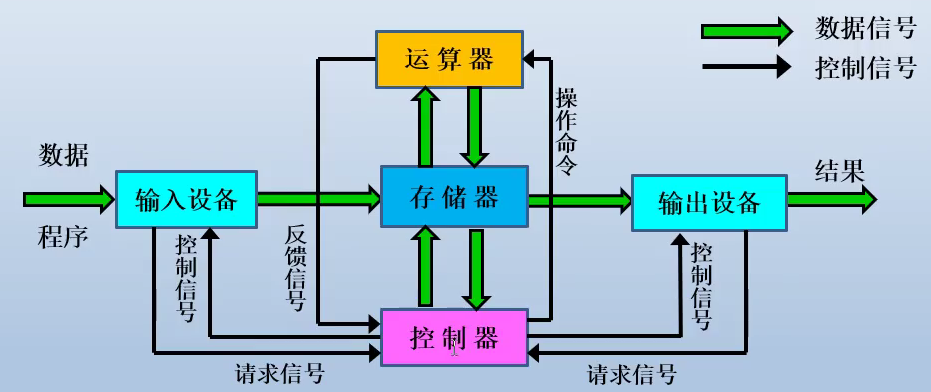 数据信号
控制信号
运算器
操作命令
数据
程序
输入设备
存储器
输出设备
结果
控制信号
反馈信号
控制信号
控制器
请求信号
请求信号